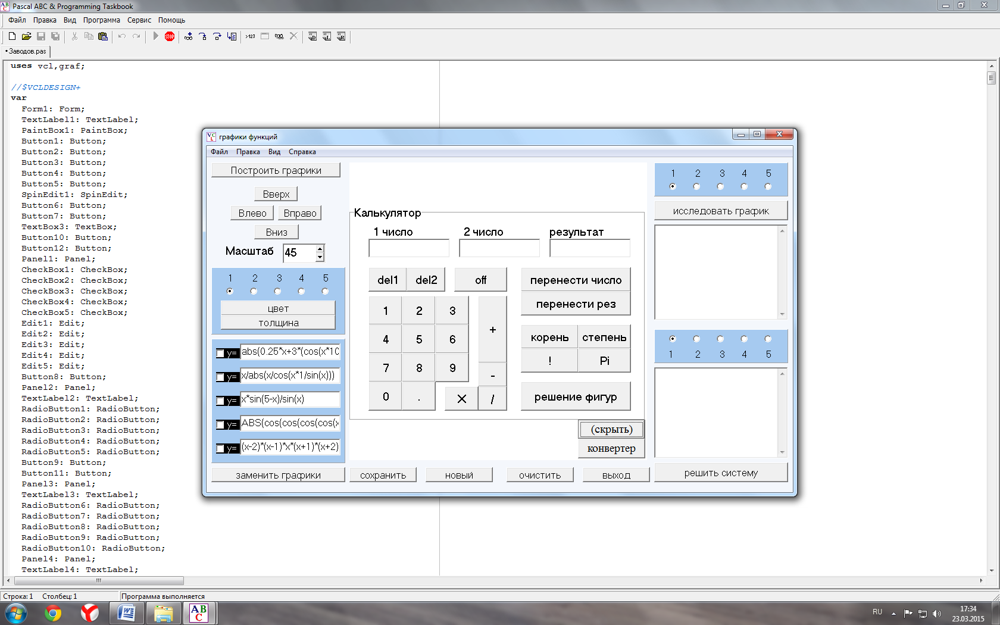 Pascal ABC & Programming Taskbook
Файл Правка Вид Программа Сервис Помощь
•Заводов.pas
uses vcl,graf;
//$VCLDESIGN+
var
Form1: Form;
TextLabel1: TextLabel;
PaintBox1: PaintBox;
Button1: Button;
Button2: Button;
Button3: Button;
Button4: Button;
Button5: Button;
SpinEdit1: SpinEdit;
Button6: Button;
Button7: Button;
TextBox3: TextBox;
Button10: Button;
Button12: Button;
Panel1: Panel;
CheckBox1: CheckBox;
CheckBox2: CheckBox;
CheckBox3: CheckBox;
CheckBox4: CheckBox;
CheckBox5: CheckBox;
Edit1: Edit;
Edit2: Edit;
Edit3: Edit;
Edit4: Edit;
Edit5: Edit;
Button8: Button;
Panel2: Panel;
TextLabel2: TextLabel;
RadioButton1: RadioButton;
RadioButton2: RadioButton;
RadioButton3: RadioButton;
RadioButton4: RadioButton;
RadioButton5: RadioButton;
Button9: Button;
Button11: Button;
Panel3: Panel;
TextLabel3: TextLabel;
RadioButton6: RadioButton;
RadioButton7: RadioButton;
RadioButton8: RadioButton;
RadioButton9: RadioButton;
RadioButton10: RadioButton;
Panel4: Panel;
TextLabel4: TextLabel;
графики функций
Файл Правка Вид Справка
Построить графики
Вверх
Влево Вправо
Вниз
Масштаб 45
1 2 3 4 5
цвет
толщина
y= abs(0.25*x+3*(cos(x*10
y= x/abs(x/cos(x*1/sin(x)))
y= x*sin(5-x)/sin(x)
y= ABS(cos(cos(cos(cos(x
y= (x-2)*(x-1)*x*(x+1)*(x+2)
заменить графики
Калькулятор
1 число 2 число результат
del1 del2 off перенести число
перенести рез
1 2 3
4 5 6 +
7 8 9 -
0 . × /
корень степень
! Pi
решение фигур
(скрыть)
конвертер
сохранить новый очистить выход
1 2 3 4 5
исследовать график
1 2 3 4 5
решить систему
Строка: 1 Столбец: 1 Программа выполняется
RU
17:34
23.03.2015